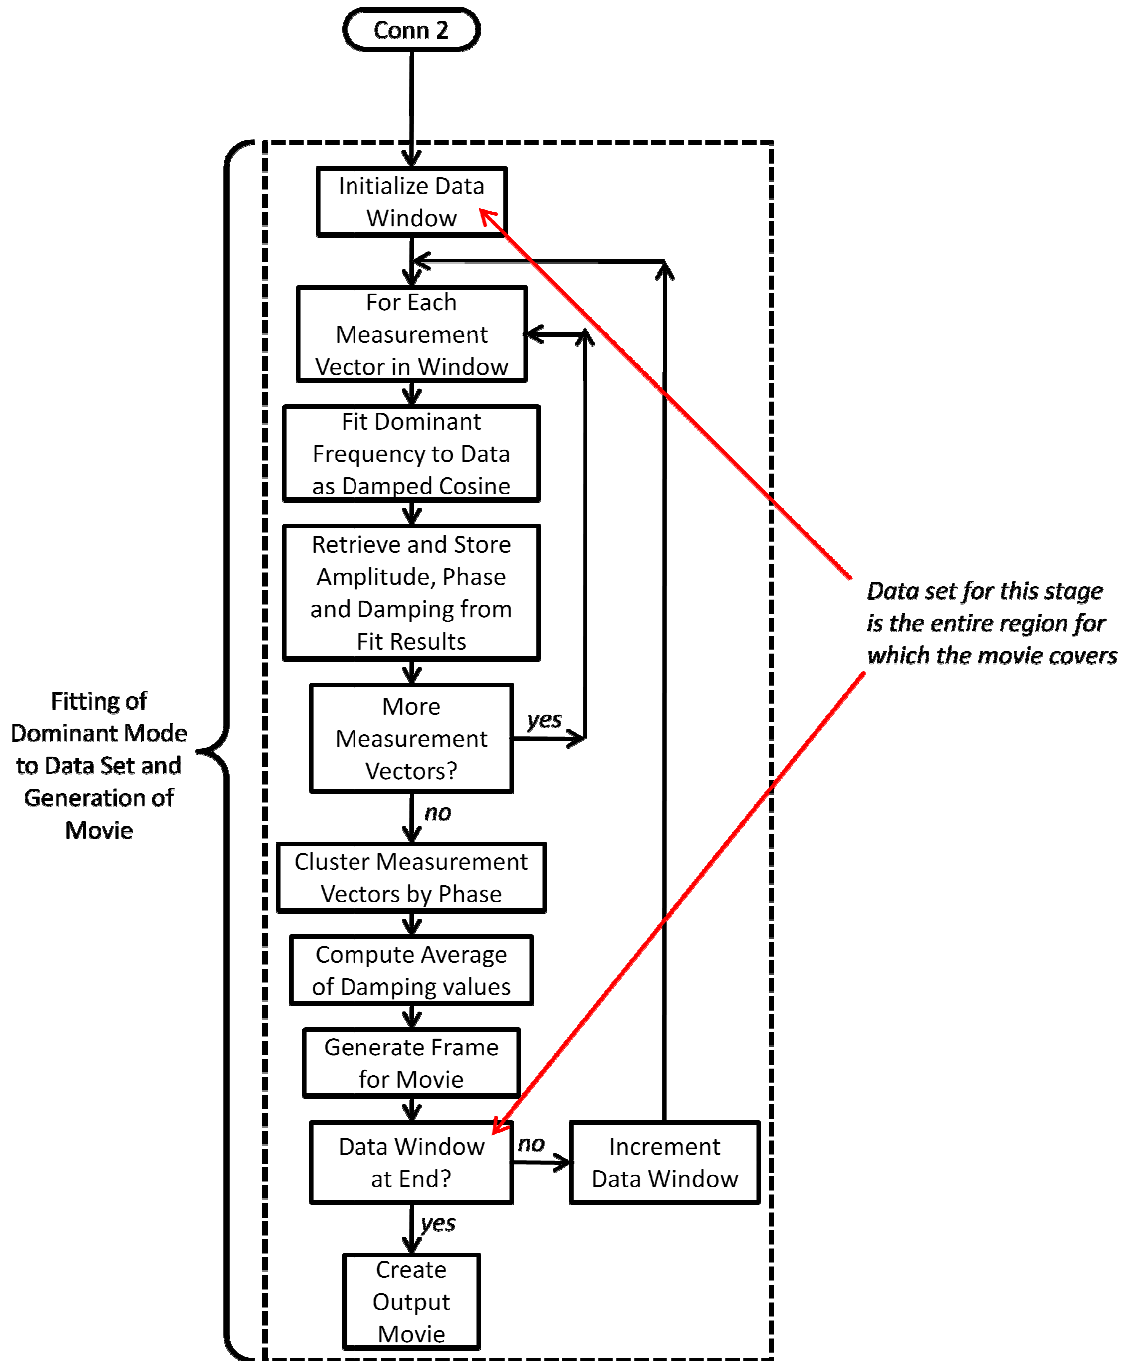 Conn 2
Initialize Data
Window
For Each
Measurement
Vector in Window
Fit Dominant
Frequency to Data
as Damped Cosine
Retrieve and Store
Amplitude, Phase
and Damping from
Fit Results
More
Measurement
Vectors?
yes
no
Cluster Measurement
Vectors by Phase
Compute Average
of Damping values
Generate Frame
for Movie
Data Window
at End?
no
Increment
Data Window
yes
Create
Output
Movie
Fitting of
Dominant Mode
to Data Set and
Generation of
Movie
Data set for this stage
is the entire region for
which the movie covers